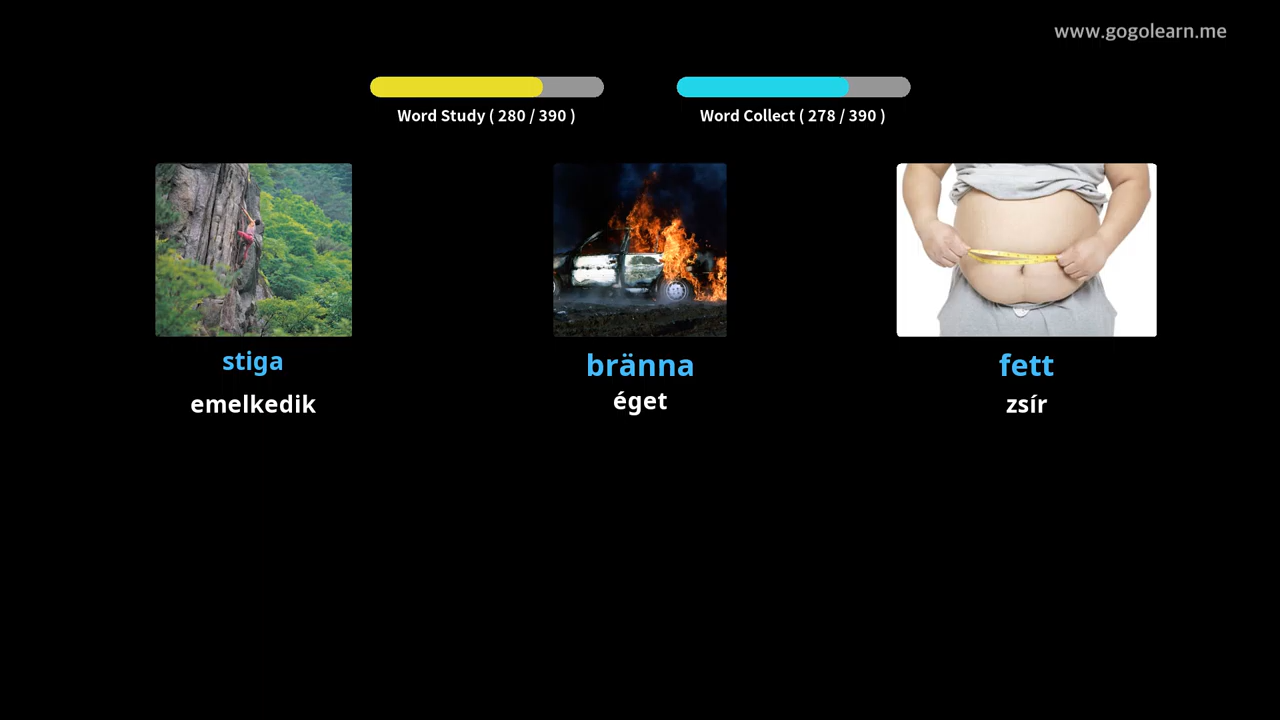 www.gogolearn.me
Word Study ( 280 / 390 )
Word Collect ( 278 / 390 )
stiga
bränna
fett
emelkedik
éget
zsír